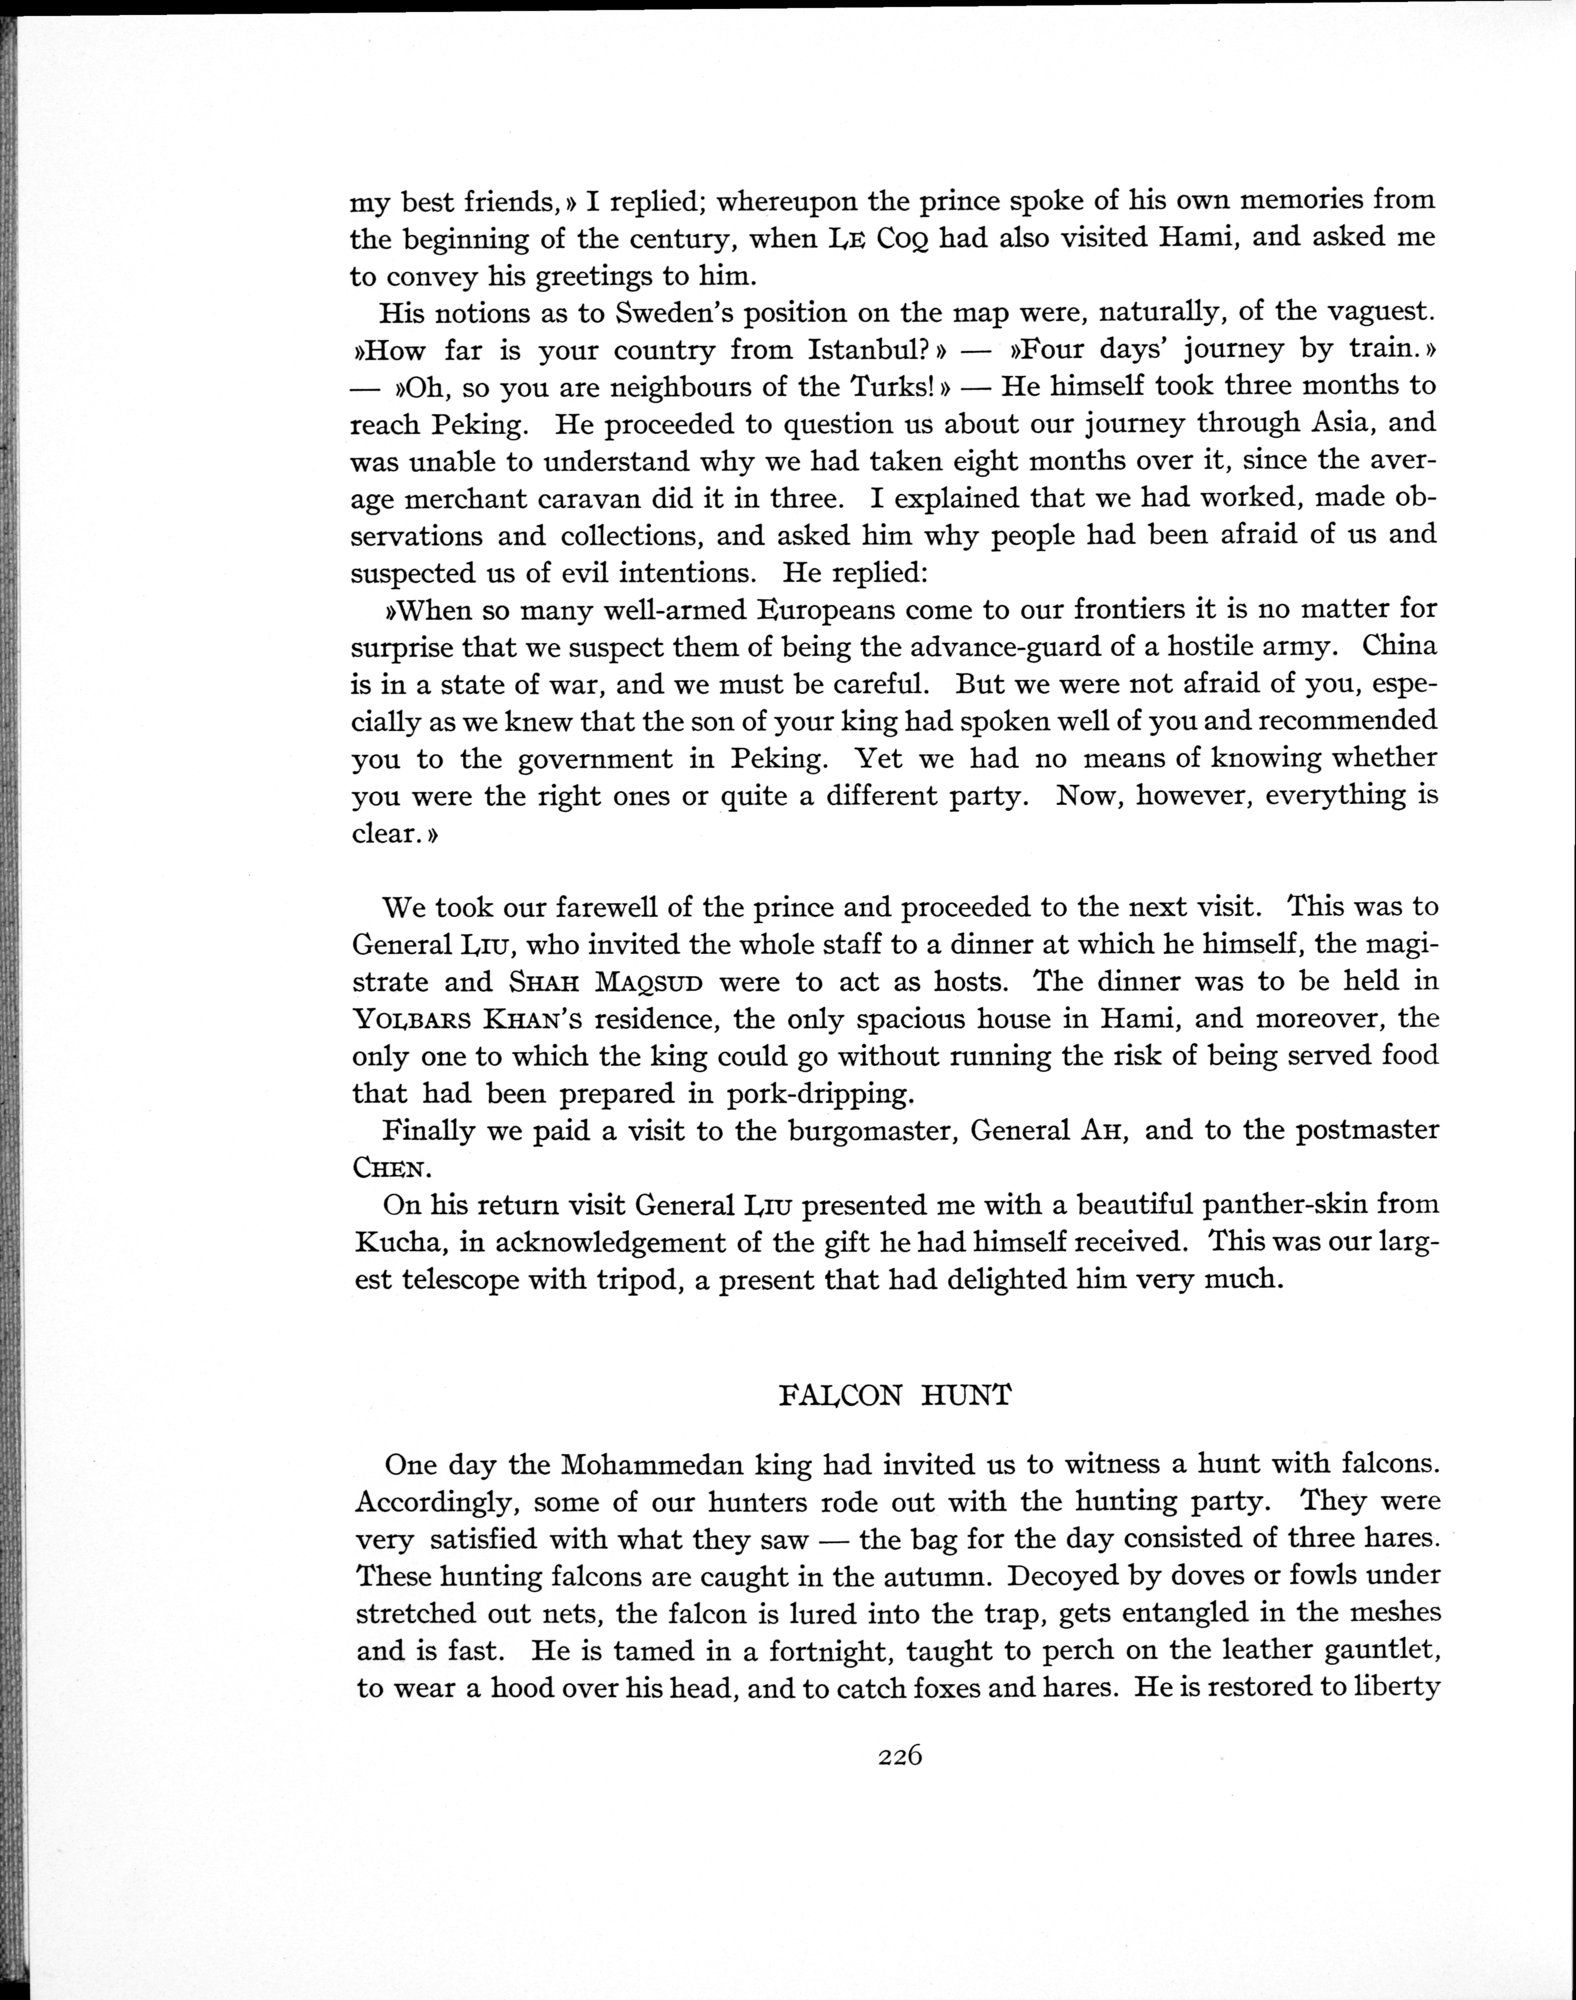 my best friends,» I replied; whereupon the prince spoke of his own memories from
the beginning of the century, when LE COQ had also visited Hami, and asked me
to convey his greetings to him.
His notions as to Sweden's position on the map were, naturally, of the vaguest.
»How far is your country from Istanbul?» — »Four days' journey by train.»
— »Oh, so you are neighbours of the Turks!» — He himself took three months to
reach Peking. He proceeded to question us about our journey through Asia, and
was unable to understand why we had taken eight months over it, since the aver-
age merchant caravan did it in three. I explained that we had worked, made ob-
servations and collections, and asked him why people had been afraid of us and
suspected us of evil intentions. He replied:
»When so many well-armed Europeans come to our frontiers it is no matter for
surprise that we suspect them of being the advance-guard of a hostile army. China
is in a state of war, and we must be careful. But we were not afraid of you, espe-
cially as we knew that the son of your king had spoken well of you and recommended
you to the government in Peking. Yet we had no means of knowing whether
you were the right ones or quite a different party. Now, however, everything is
clear.»
We took our farewell of the prince and proceeded to the next visit. This was to
General LIU, who invited the whole staff to a dinner at which he himself, the magi-
strate and SHAH MAQSUD were to act as hosts. The dinner was to be held in
YOLBARS KHAN'S residence, the only spacious house in Hami, and moreover, the
only one to which the king could go without running the risk of being served food
that had been prepared in pork-dripping.
Finally we paid a visit to the burgomaster, General AH, and to the postmaster
CHEN.
On his return visit General LIU presented me with a beautiful panther-skin from
Kucha, in acknowledgement of the gift he had himself received. This was our larg-
est telescope with tripod, a present that had delighted him very much.
FALCON HUNT
One day the Mohammedan king had invited us to witness a hunt with falcons.
Accordingly, some of our hunters rode out with the hunting party. They were
very satisfied with what they saw — the bag for the day consisted of three hares.
These hunting falcons are caught in the autumn. Decoyed by doves or fowls under
stretched out nets, the falcon is lured into the trap, gets entangled in the meshes
and is fast. He is tamed in a fortnight, taught to perch on the leather gauntlet,
to wear a hood over his head, and to catch foxes and hares. He is restored to liberty
226